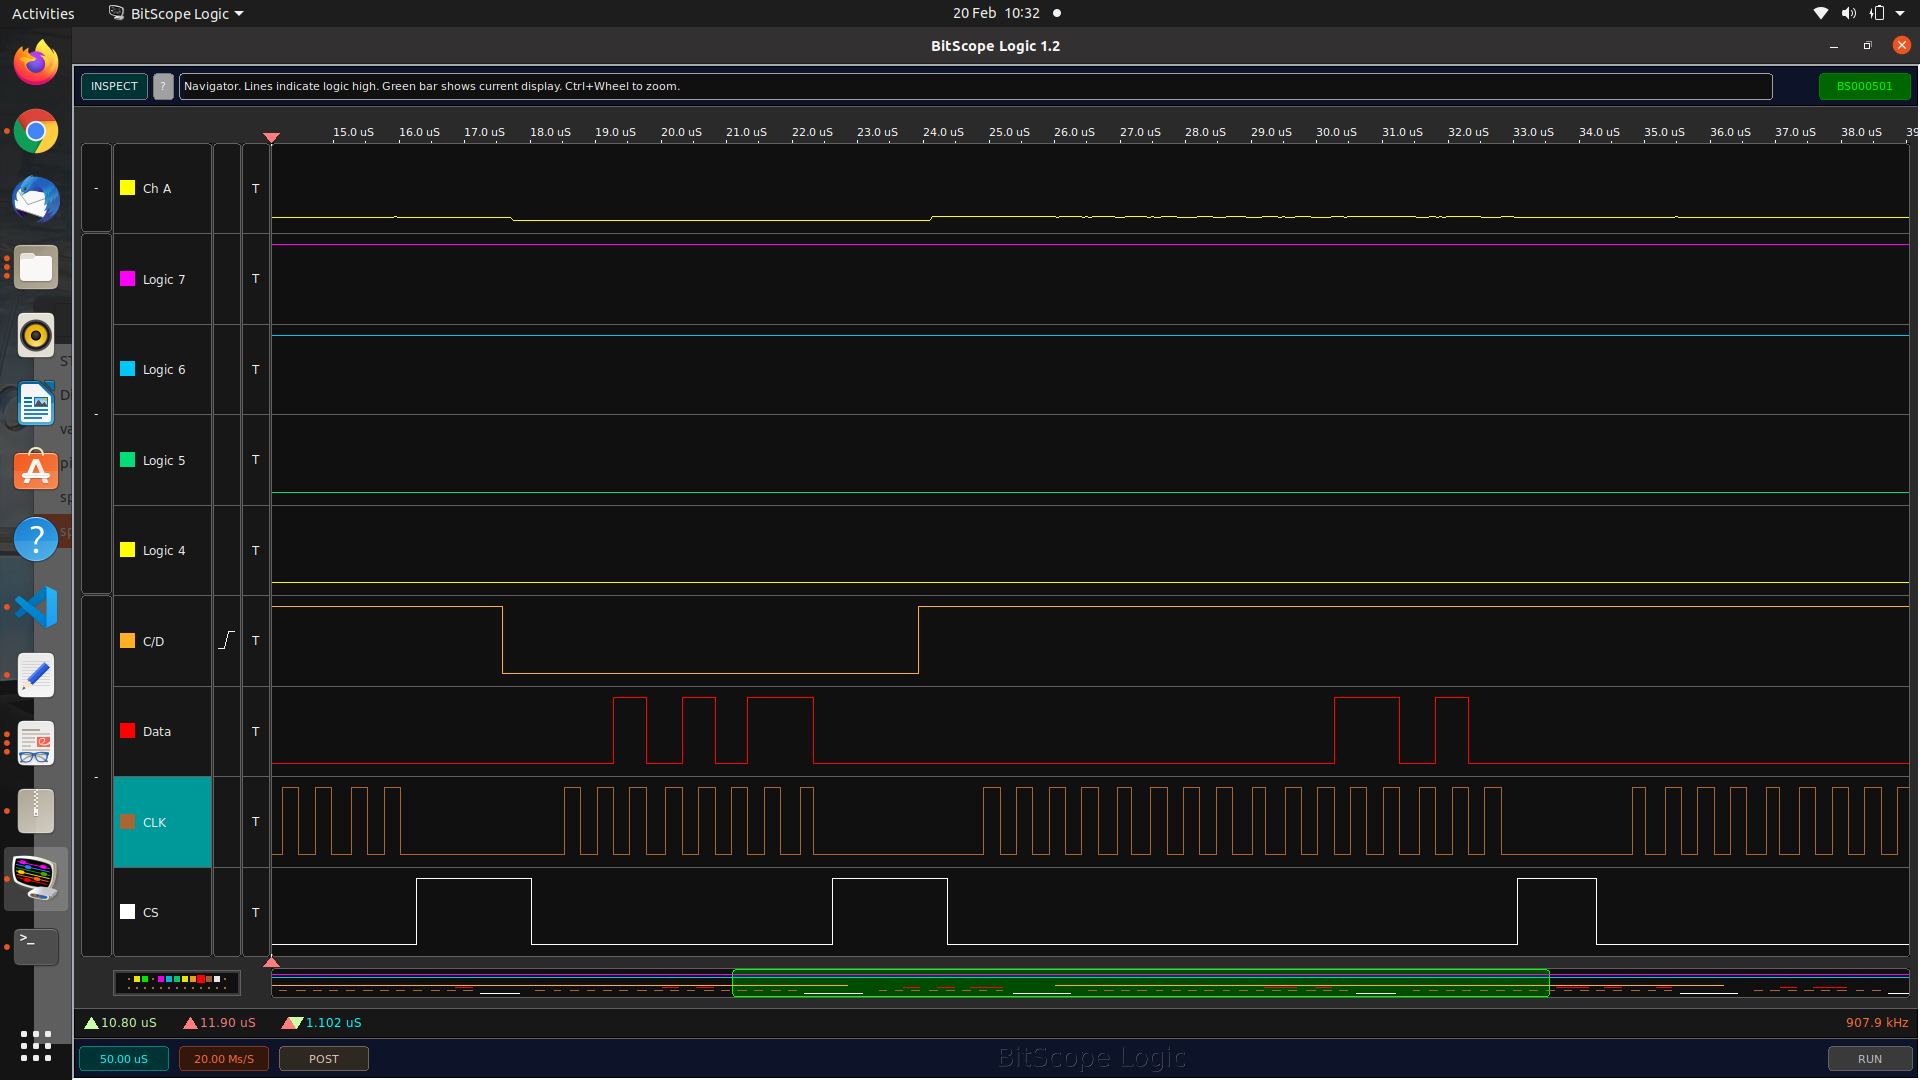 Activities
BitScope Logic
20 Feb 10:32
BitScope Logic 1.2
INSPECT
?
Navigator. Lines indicate logic high. Green bar shows current display. Ctrl+Wheel to zoom.
BS000501
15.0 uS 16.0 uS 17.0 uS 18.0 uS 19.0 uS 20.0 uS 21.0 uS 22.0 uS 23.0 uS 24.0 uS 25.0 uS 26.0 uS 27.0 uS 28.0 uS 29.0 uS 30.0 uS 31.0 uS 32.0 uS 33.0 uS 34.0 uS 35.0 uS 36.0 uS 37.0 uS 38.0 uS 39
- Ch A T
Logic 7 T
Logic 6 T
-
Logic 5 T
Logic 4 T
C/D T
Data T
-
CLK T
CS T
10.80 uS 11.90 uS 1.102 uS 907.9 kHz
50.00 uS 20.00 Ms/S POST BitScope Logic RUN